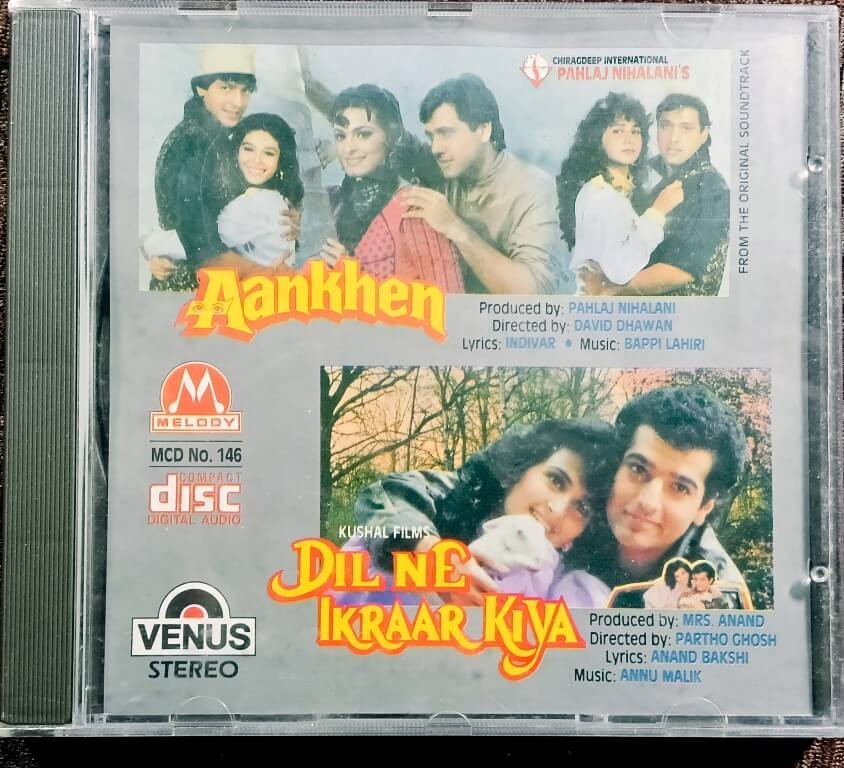 CHIRAGDEEP INTERNATIONAL
PAHLAJ NIHALANI'S
FROM THE ORIGINAL SOUNDTRACK
Aankhen
Produced by: PAHLAJ NIHALANI
Directed by: DAVID DHAWAN
Lyrics: INDIVAR • Music: BAPPI LAHIRI
MELODY
MCD No. 146
COMPACT
disc
DIGITAL AUDIO
KUSHAL FILMS
DIL NE
IKRAAR KIYA
Produced by: MRS. ANAND
Directed by: PARTHO GHOSH
Lyrics: ANAND BAKSHI
Music: ANNU MALIK
VENUS
STEREO